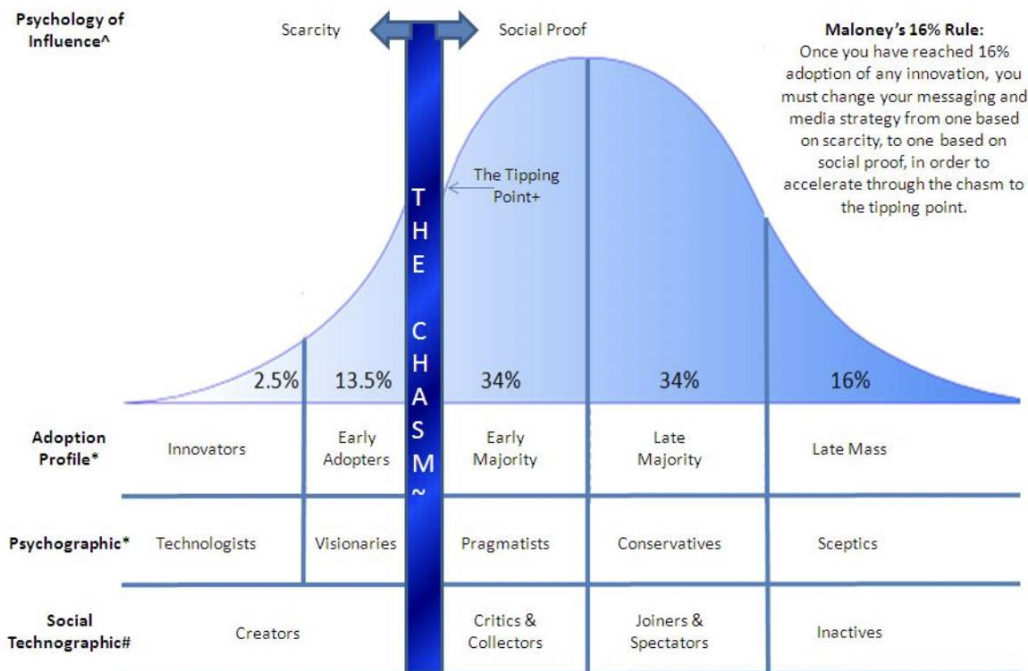 Psychology of
Influence^
Scarcity
Social Proof
Maloney's 16% Rule:
Once you have reached 16%
adoption of any innovation, you
must change your messaging and
media strategy from one based
on scarcity, to one based on
social proof, in order to
accelerate through the chasm to
the tipping point.
The Tipping
Point+
THE CHASM~
2.5%
13.5%
34%
34%
16%
Adoption
Profile*
Innovators
Early
Adopters
Early
Majority
Late
Majority
Late Mass
Psychographic*
Technologists
Visionaries
Pragmatists
Conservatives
Sceptics
Social
Technographic#
Creators
Critics &
Collectors
Joiners &
Spectators
Inactives